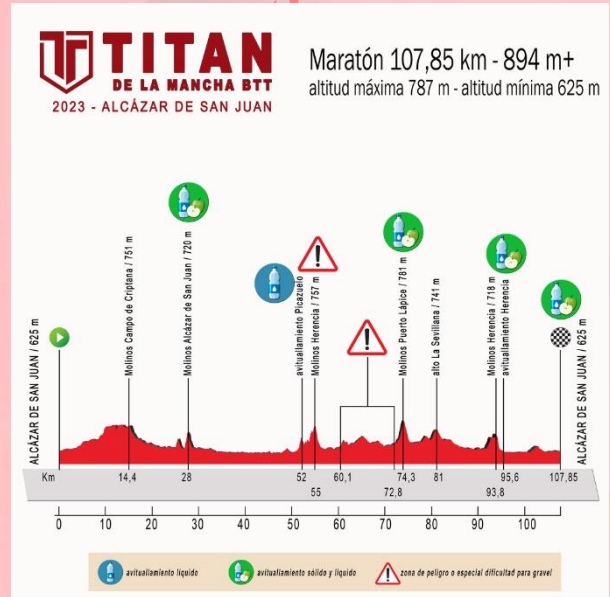 TITAN
DE LA MANCHA BTT
2023 - ALCÁZAR DE SAN JUAN
Maratón 107,85 km - 894 m+
altitud máxima 787 m - altitud mínima 625 m
ALCÁZAR DE SAN JUAN / 625 m
Molinos Campo de Criptana / 751 m
Molinos Alcázar de San Juan / 720 m
avituallamiento Picazuelo
Molinos Herencia / 757 m
Molinos Puerto Lápice / 781 m
alto La Sevillana / 741 m
Molinos Herencia / 718 m
avituallamiento Herencia
ALCÁZAR DE SAN JUAN / 625 m
Km 14,4 28 52 60,1 74,3 81 95,6 107,85
55 72,8 93,8
0 10 20 30 40 50 60 70 80 90 100
avituallamiento líquido
avituallamiento sólido y líquido
zona de peligro o especial dificultad para gravel